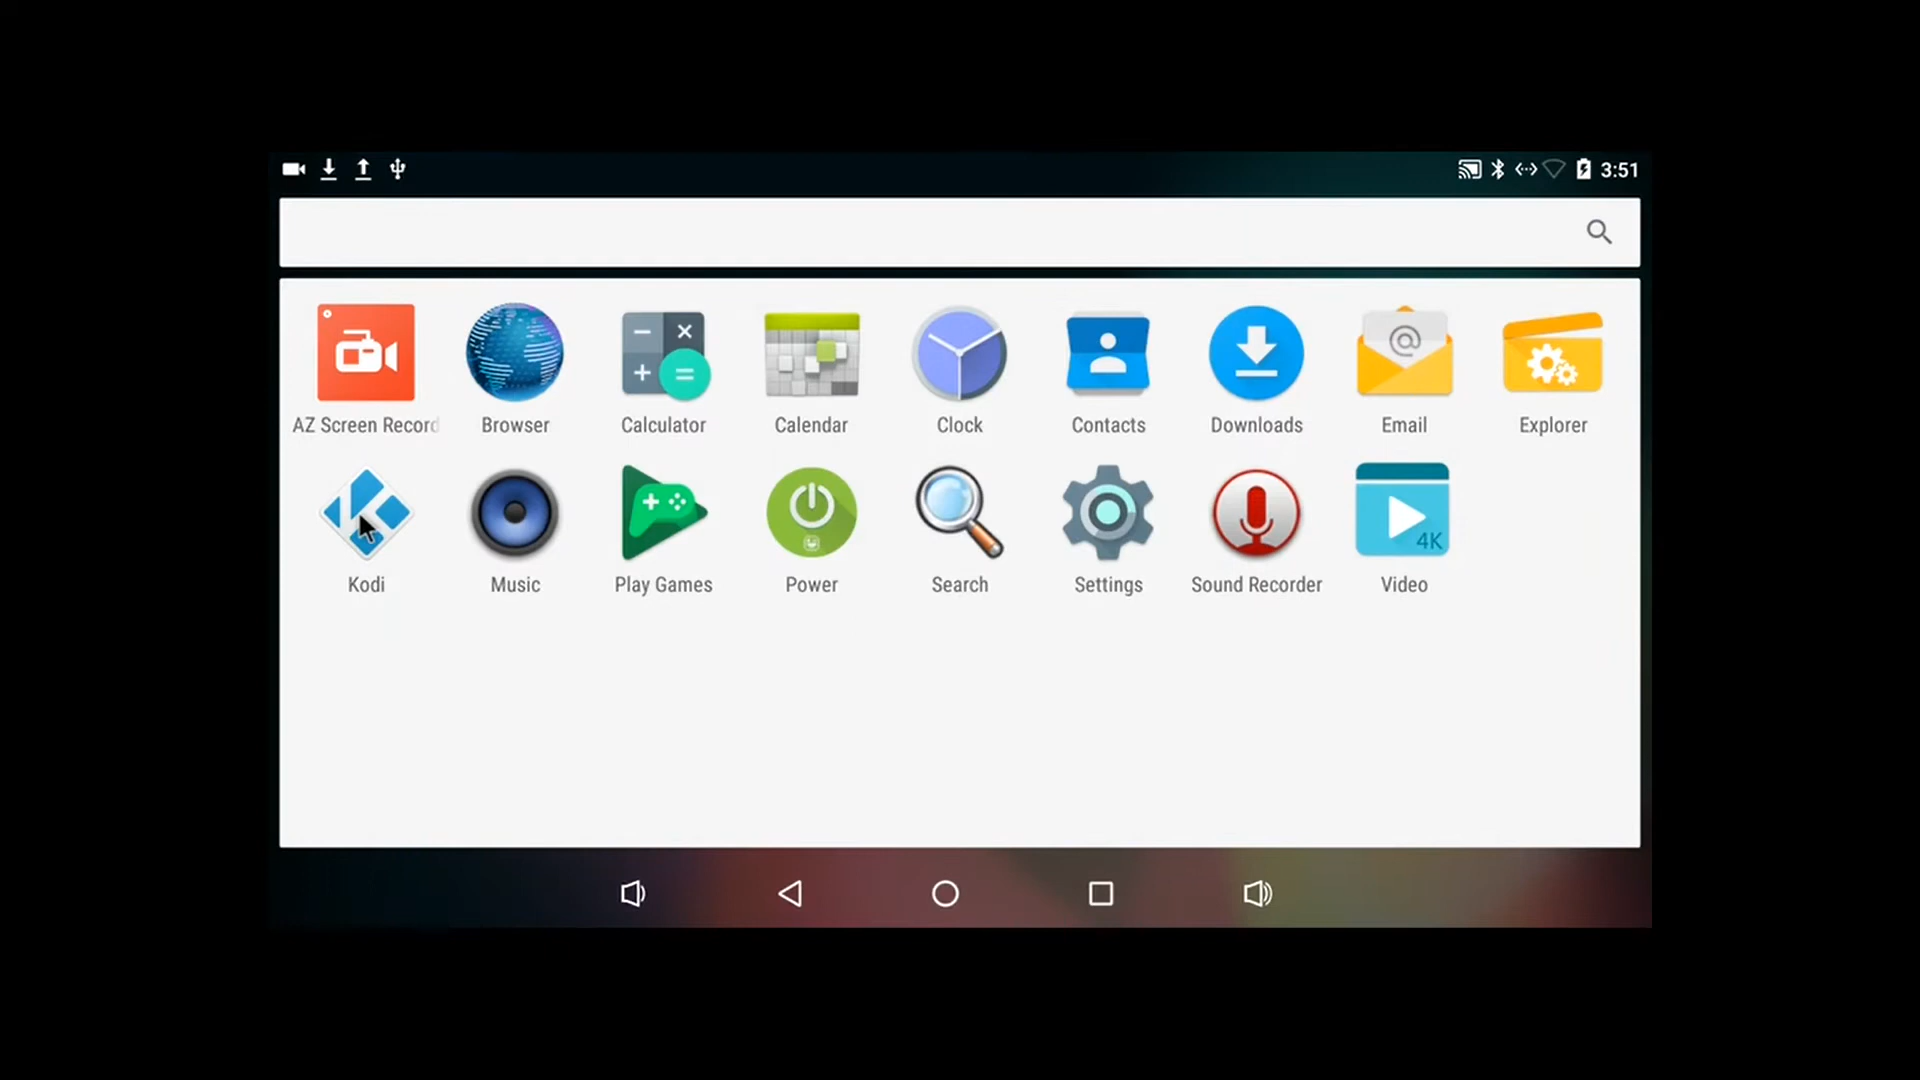 3:51
AZ Screen Record
Browser
Calculator
Calendar
Clock
Contacts
Downloads
Email
Explorer
Kodi
Music
Play Games
Power
Search
Settings
Sound Recorder
4K
Video